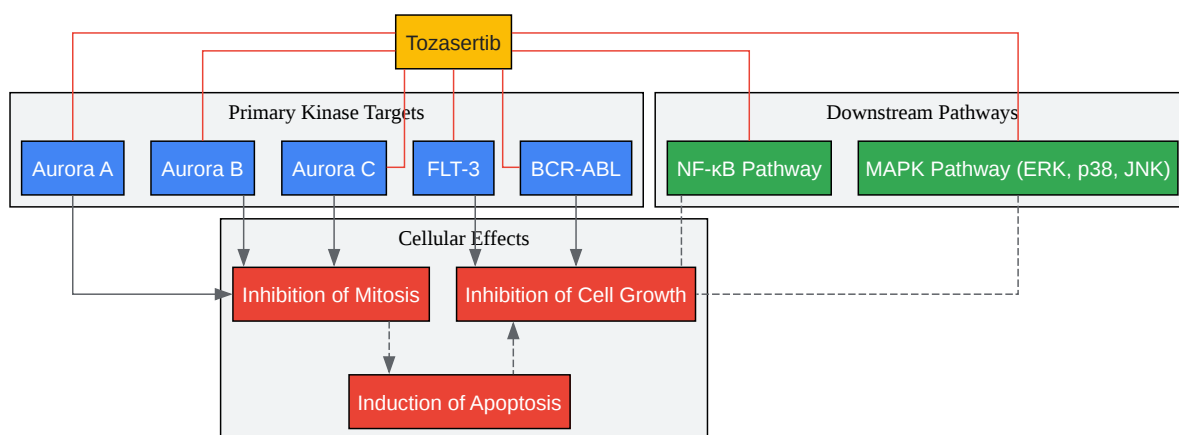 Tozasertib
Primary Kinase Targets
Downstream Pathways
Aurora A
Aurora B
Aurora C
FLT-3
BCR-ABL
NF-κB Pathway
MAPK Pathway (ERK, p38, JNK)
Cellular Effects
Inhibition of Mitosis
Inhibition of Cell Growth
Induction of Apoptosis